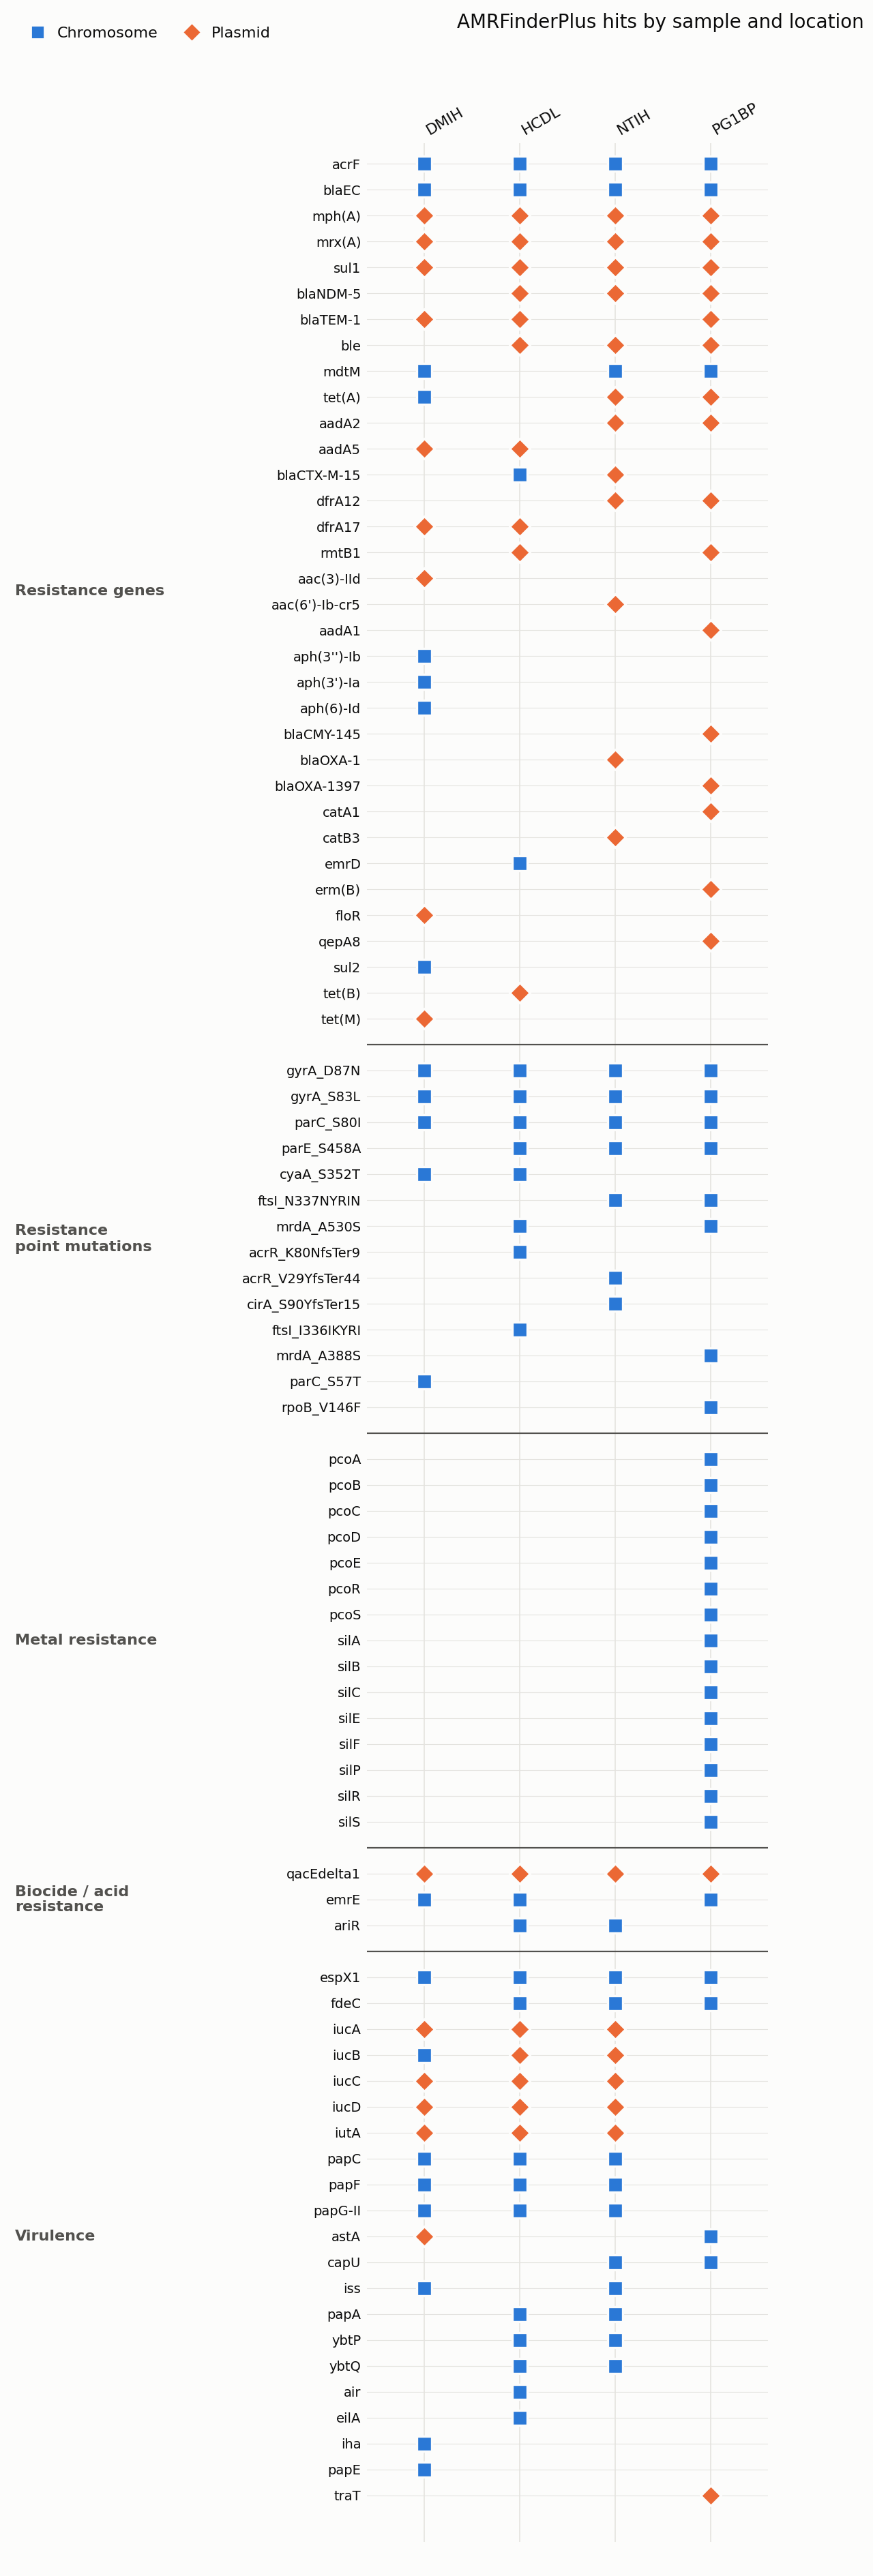 AMRFinderPlus hits by sample and location
Chromosome Plasmid
DMIH HCDL NTIH PG1BP
acrF
blaEC
mph(A)
mrx(A)
sul1
blaNDM-5
blaTEM-1
ble
mdtM
tet(A)
aadA2
aadA5
blaCTX-M-15
dfrA12
dfrA17
rmtB1
aac(3)-IId
Resistance genes
aac(6')-Ib-cr5
aadA1
aph(3'')-Ib
aph(3')-Ia
aph(6)-Id
blaCMY-145
blaOXA-1
blaOXA-1397
catA1
catB3
emrD
erm(B)
floR
qepA8
sul2
tet(B)
tet(M)
gyrA_D87N
gyrA_S83L
parC_S80I
parE_S458A
cyaA_S352T
ftsI_N337NYRIN
mrdA_A530S
Resistance
point mutations
acrR_K80NfsTer9
acrR_V29YfsTer44
cirA_S90YfsTer15
ftsI_I336IKYRI
mrdA_A388S
parC_S57T
rpoB_V146F
pcoA
pcoB
pcoC
pcoD
pcoE
pcoR
pcoS
Metal resistance
silA
silB
silC
silE
silF
silP
silR
silS
qacEdelta1
Biocide / acid
resistance
emrE
ariR
espX1
fdeC
iucA
iucB
iucC
iucD
iutA
papC
papF
papG-II
Virulence
astA
capU
iss
papA
ybtP
ybtQ
air
eilA
iha
papE
traT